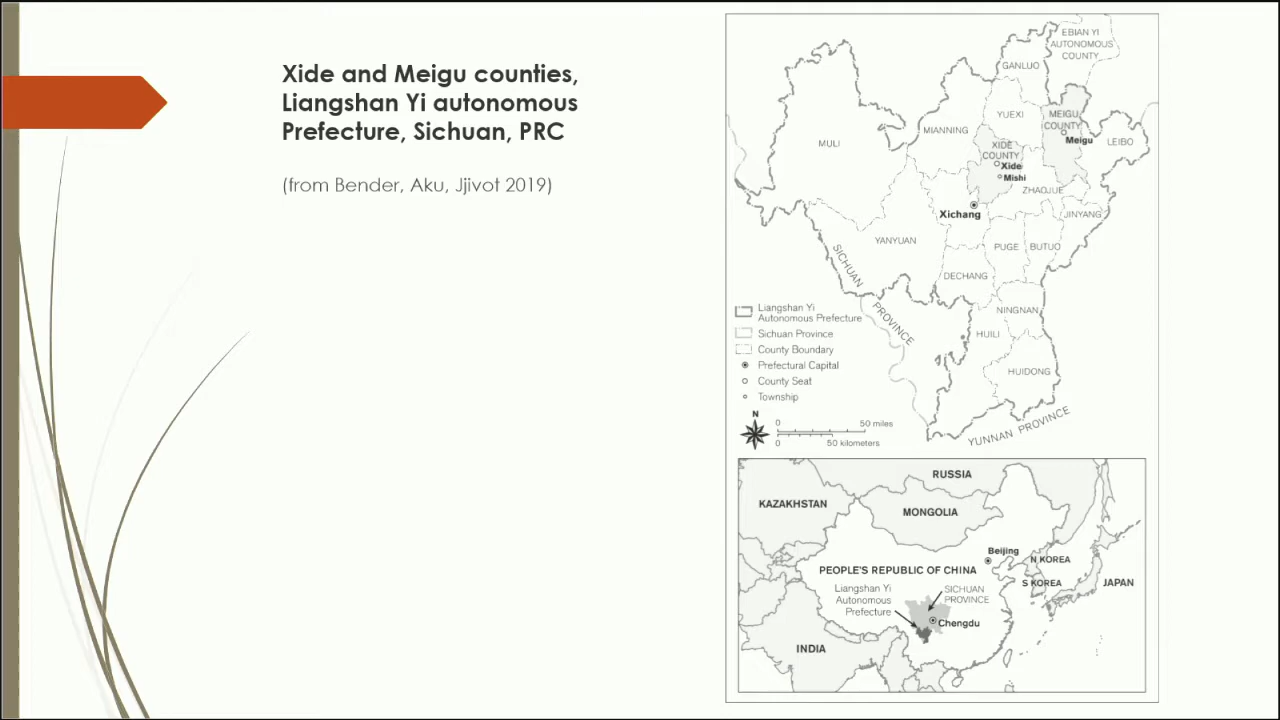 Xide and Meigu counties,
Liangshan Yi autonomous
Prefecture, Sichuan, PRC
(from Bender, Aku, Jjivot 2019)
EBIAN YI
AUTONOMOUS
COUNTY
GANLUO
YUEXI
MEIGU
COUNTY
Meigu
LEIBO
MIANNING
MULI
XIDE
COUNTY
Xide
Mishi
ZHAOJUE
Xichang
JINYANG
YANYUAN
PUGE
BUTUO
DECHANG
SICHUAN PROVINCE
NINGNAN
HUILI
HUIDONG
YUNNAN PROVINCE
Liangshan Yi
Autonomous Prefecture
Sichuan Province
County Boundary
Prefectural Capital
County Seat
Township
N
0 50 miles
0 50 kilometers
RUSSIA
KAZAKHSTAN
MONGOLIA
Beijing
N KOREA
PEOPLE'S REPUBLIC OF CHINA
S KOREA
JAPAN
Liangshan Yi
Autonomous
Prefecture
SICHUAN
PROVINCE
Chengdu
INDIA